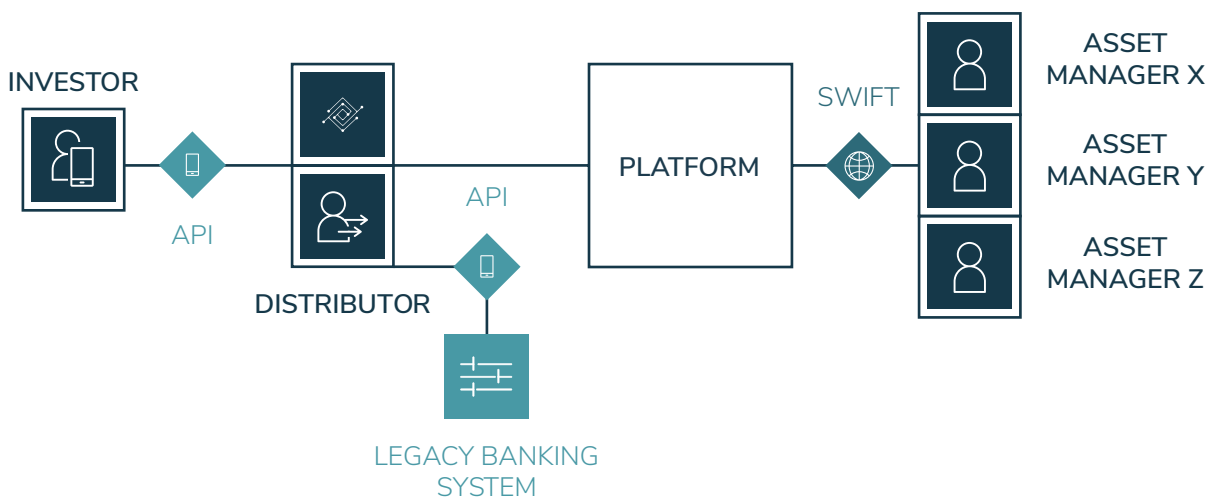 INVESTOR
API
DISTRIBUTOR
API
LEGACY BANKING
SYSTEM
PLATFORM
SWIFT
ASSET
MANAGER X
ASSET
MANAGER Y
ASSET
MANAGER Z